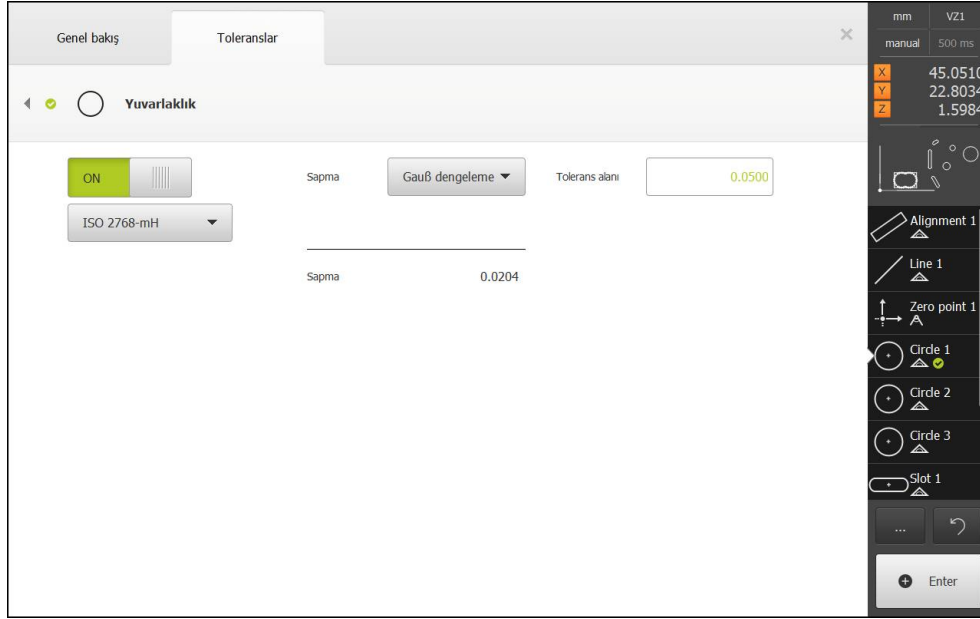 Genel bakış
Toleranslar
Yuvarlaklık
ON
ISO 2768-mH
Sapma
Gauß dengeleme
Tolerans alanı
0.0500
Sapma
0.0204
mm VZ1
manual 500 ms
X 45.0510
Y 22.8034
Z 1.5984
Alignment 1
Line 1
Zero point 1
Circle 1
Circle 2
Circle 3
Slot 1
...
Enter